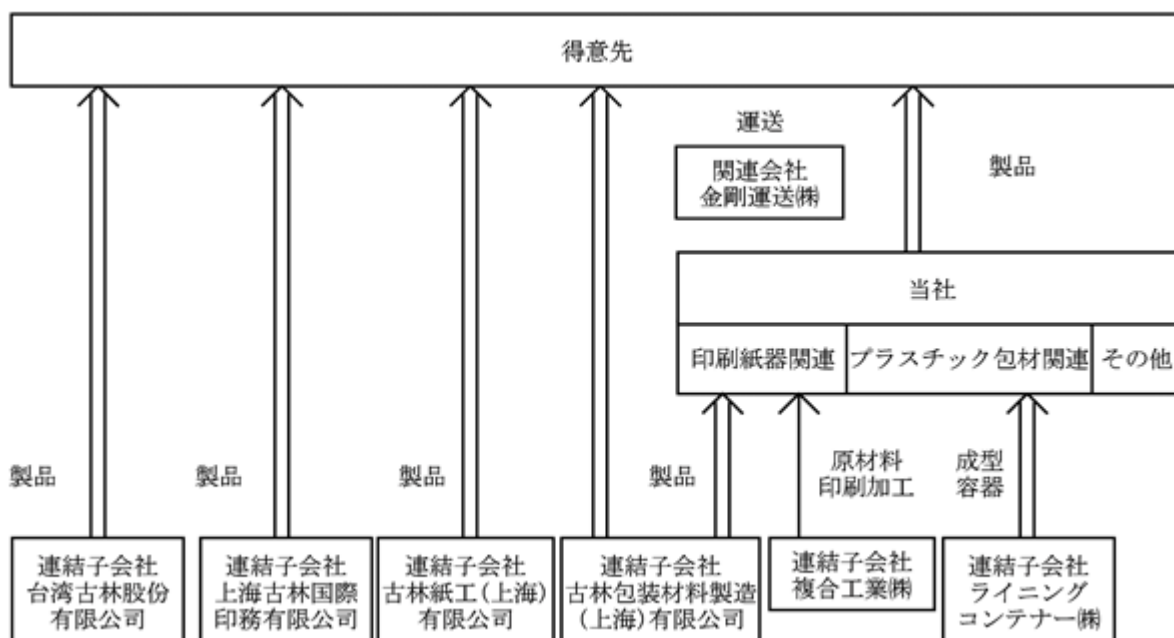 得意先
運送
関連会社
金剛運送㈱
製品
当社
印刷紙器関連
プラスチック包材関連
その他
製品
製品
製品
製品
原材料
印刷加工
成型
容器
連結子会社
台湾古林股份
有限公司
連結子会社
上海古林国際
印務有限公司
連結子会社
古林紙工(上海)
有限公司
連結子会社
古林包装材料製造
(上海)有限公司
連結子会社
複合工業㈱
連結子会社
ライニング
コンテナー㈱